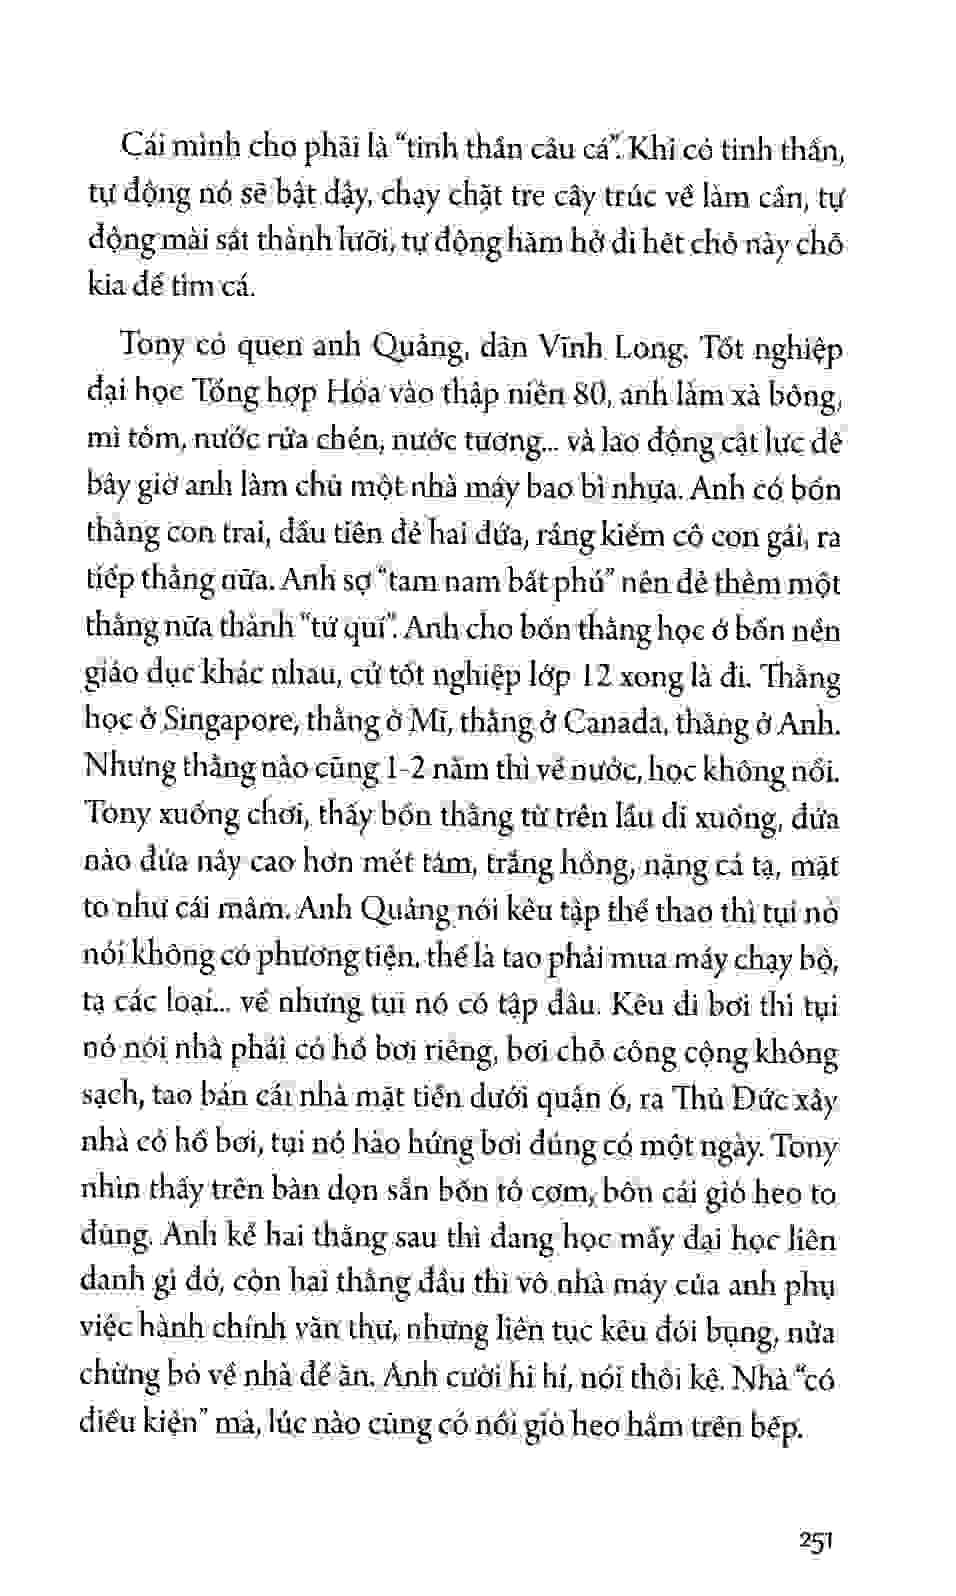 Cái mình cho phải là “tinh thần câu cá”. Khi có tinh thần,
tự động nó sẽ bật dậy, chạy chặt tre cây trúc về làm cần, tự
động mài sắt thành lưỡi, tự động hăm hở đi hết chỗ này chỗ
kia để tìm cá.
Tony có quen anh Quảng, dân Vĩnh Long. Tốt nghiệp
đại học Tổng hợp Hóa vào thập niên 80, anh làm xà bông,
mì tôm, nước rửa chén, nước tương... và lao động cật lực để
bây giờ anh làm chủ một nhà máy bao bì nhựa. Anh có bốn
thằng con trai, đầu tiên đẻ hai đứa, ráng kiếm cô con gái, ra
tiếp thằng nữa. Anh sợ “tam nam bất phú” nên đẻ thêm một
thằng nữa thành “tứ quí”. Anh cho bốn thằng học ở bốn nền
giáo dục khác nhau, cứ tốt nghiệp lớp 12 xong là đi. Thằng
học ở Singapore, thằng ở Mĩ, thằng ở Canada, thằng ở Anh.
Nhưng thằng nào cũng 1-2 năm thì về nước, học không nổi.
Tony xuống chơi, thấy bốn thằng từ trên lầu đi xuống, đứa
nào đứa nấy cao hơn mét tám, trắng hồng, nặng cả tạ, mặt
to như cái mâm. Anh Quảng nói kêu tập thể thao thì tụi nó
nói không có phương tiện, thế là tao phải mua máy chạy bộ,
tạ các loại... về nhưng tụi nó có tập đâu. Kêu đi bơi thì tụi
nó nói nhà phải có hồ bơi riêng, bơi chỗ công cộng không
sạch, tao bán cái nhà mặt tiền dưới quận 6, ra Thủ Đức xây
nhà có hồ bơi, tụi nó hào hứng bơi đúng có một ngày. Tony
nhìn thấy trên bàn dọn sẵn bốn tô cơm, bốn cái giò heo to
đùng. Anh kể hai thằng sau thì đang học mấy đại học liên
danh gì đó, còn hai thằng đầu thì vô nhà máy của anh phụ
việc hành chính văn thư, nhưng liên tục kêu đói bụng, nửa
chừng bỏ về nhà để ăn. Anh cười hi hí, nói thôi kệ. Nhà “có
điều kiện” mà, lúc nào cũng có nồi giò heo hầm trên bếp.
251